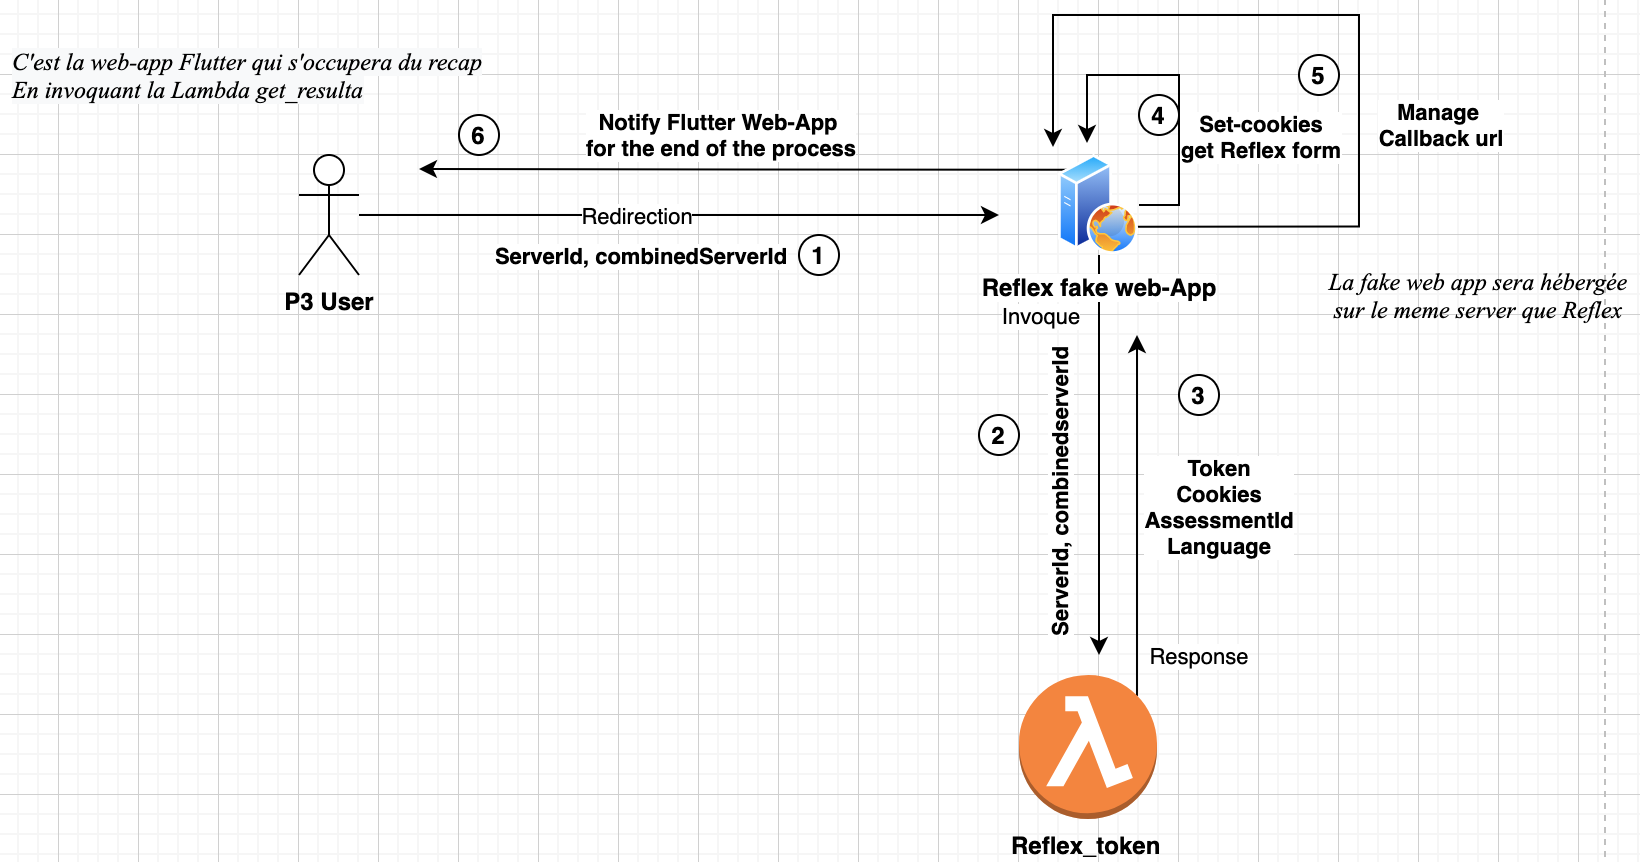 C'est la web-app Flutter qui s'occupera du recap
En invoquant la Lambda get_resulta
6
Notify Flutter Web-App
for the end of the process
5
4
Set-cookies
get Reflex form
Manage
Callback url
Redirection
ServerId, combinedServerId
1
P3 User
Reflex fake web-App
La fake web app sera hébergée
sur le meme server que Reflex
Invoque
ServerId, combinedserverId
2
3
Token
Cookies
AssessmentId
Language
Response
Reflex_token